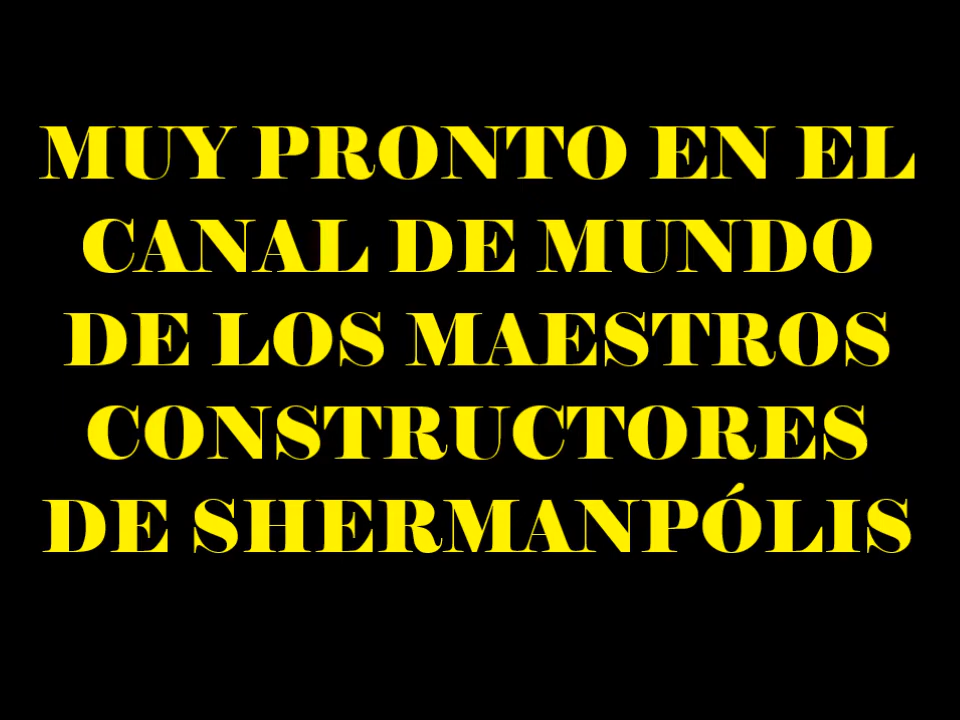 MUY PRONTO EN EL
CANAL DE MUNDO
DE LOS MAESTROS
CONSTRUCTORES
DE SHERMANPÓLIS